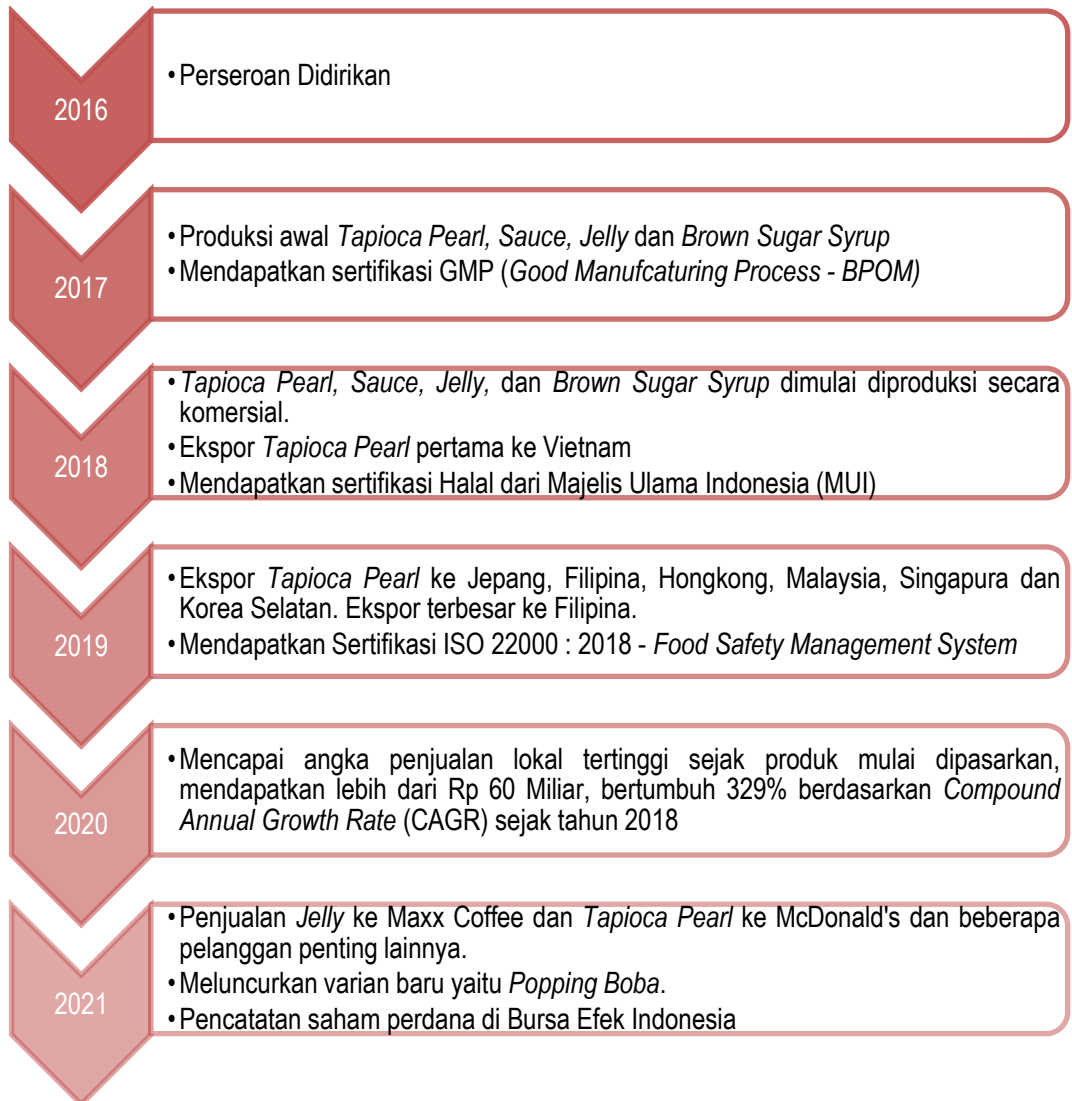 2016
•Perseroan Didirikan
2017
•Produksi awal Tapioca Pearl, Sauce, Jelly dan Brown Sugar Syrup
•Mendapatkan sertifikasi GMP (Good Manufcaturing Process - BPOM)
2018
•Tapioca Pearl, Sauce, Jelly, dan Brown Sugar Syrup dimulai diproduksi secara
komersial.
•Ekspor Tapioca Pearl pertama ke Vietnam
•Mendapatkan sertifikasi Halal dari Majelis Ulama Indonesia (MUI)
2019
•Ekspor Tapioca Pearl ke Jepang, Filipina, Hongkong, Malaysia, Singapura dan
Korea Selatan. Ekspor terbesar ke Filipina.
•Mendapatkan Sertifikasi ISO 22000 : 2018 - Food Safety Management System
2020
•Mencapai angka penjualan lokal tertinggi sejak produk mulai dipasarkan,
mendapatkan lebih dari Rp 60 Miliar, bertumbuh 329% berdasarkan Compound
Annual Growth Rate (CAGR) sejak tahun 2018
2021
•Penjualan Jelly ke Maxx Coffee dan Tapioca Pearl ke McDonald's dan beberapa
pelanggan penting lainnya.
•Meluncurkan varian baru yaitu Popping Boba.
•Pencatatan saham perdana di Bursa Efek Indonesia